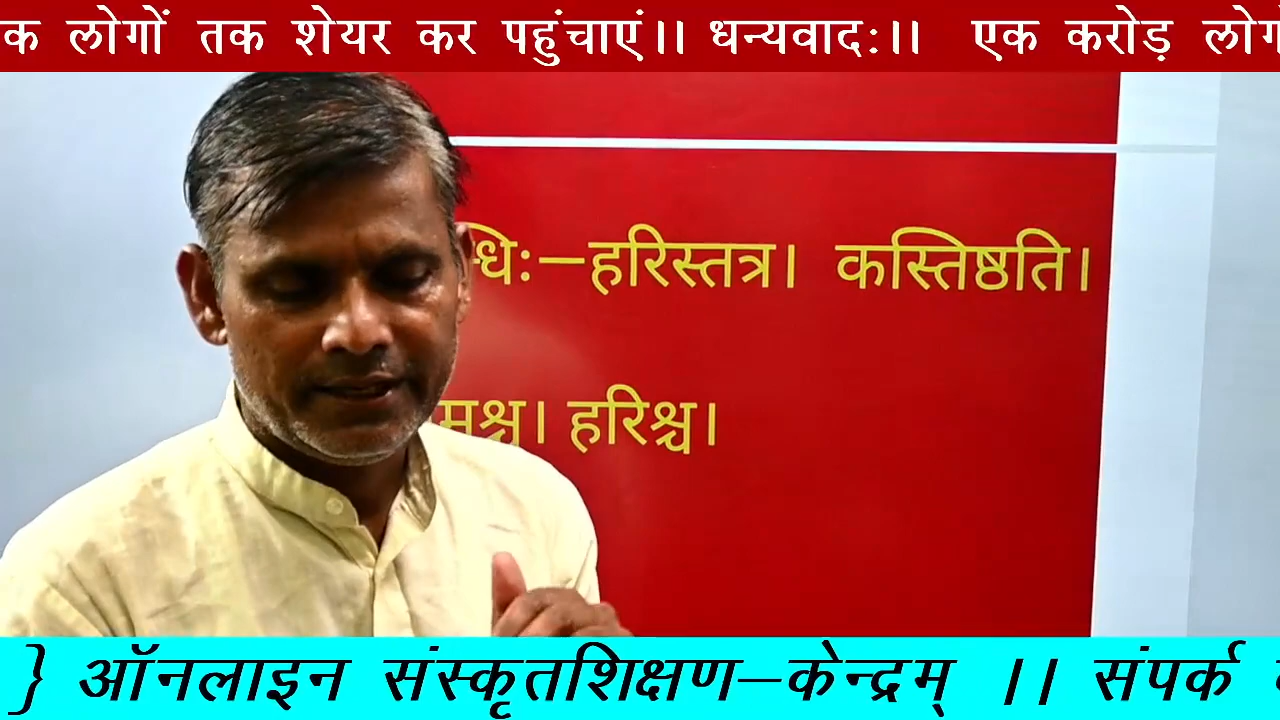 क लोगों तक शेयर कर पहुंचाएं।। धन्यवादः।। एक करोड़ लोगों
धिः–हरिस्तत्र। कस्तिष्ठति।
मश्च। हरिश्च।
} ऑनलाइन संस्कृतशिक्षण–केन्द्रम् ।। संपर्क